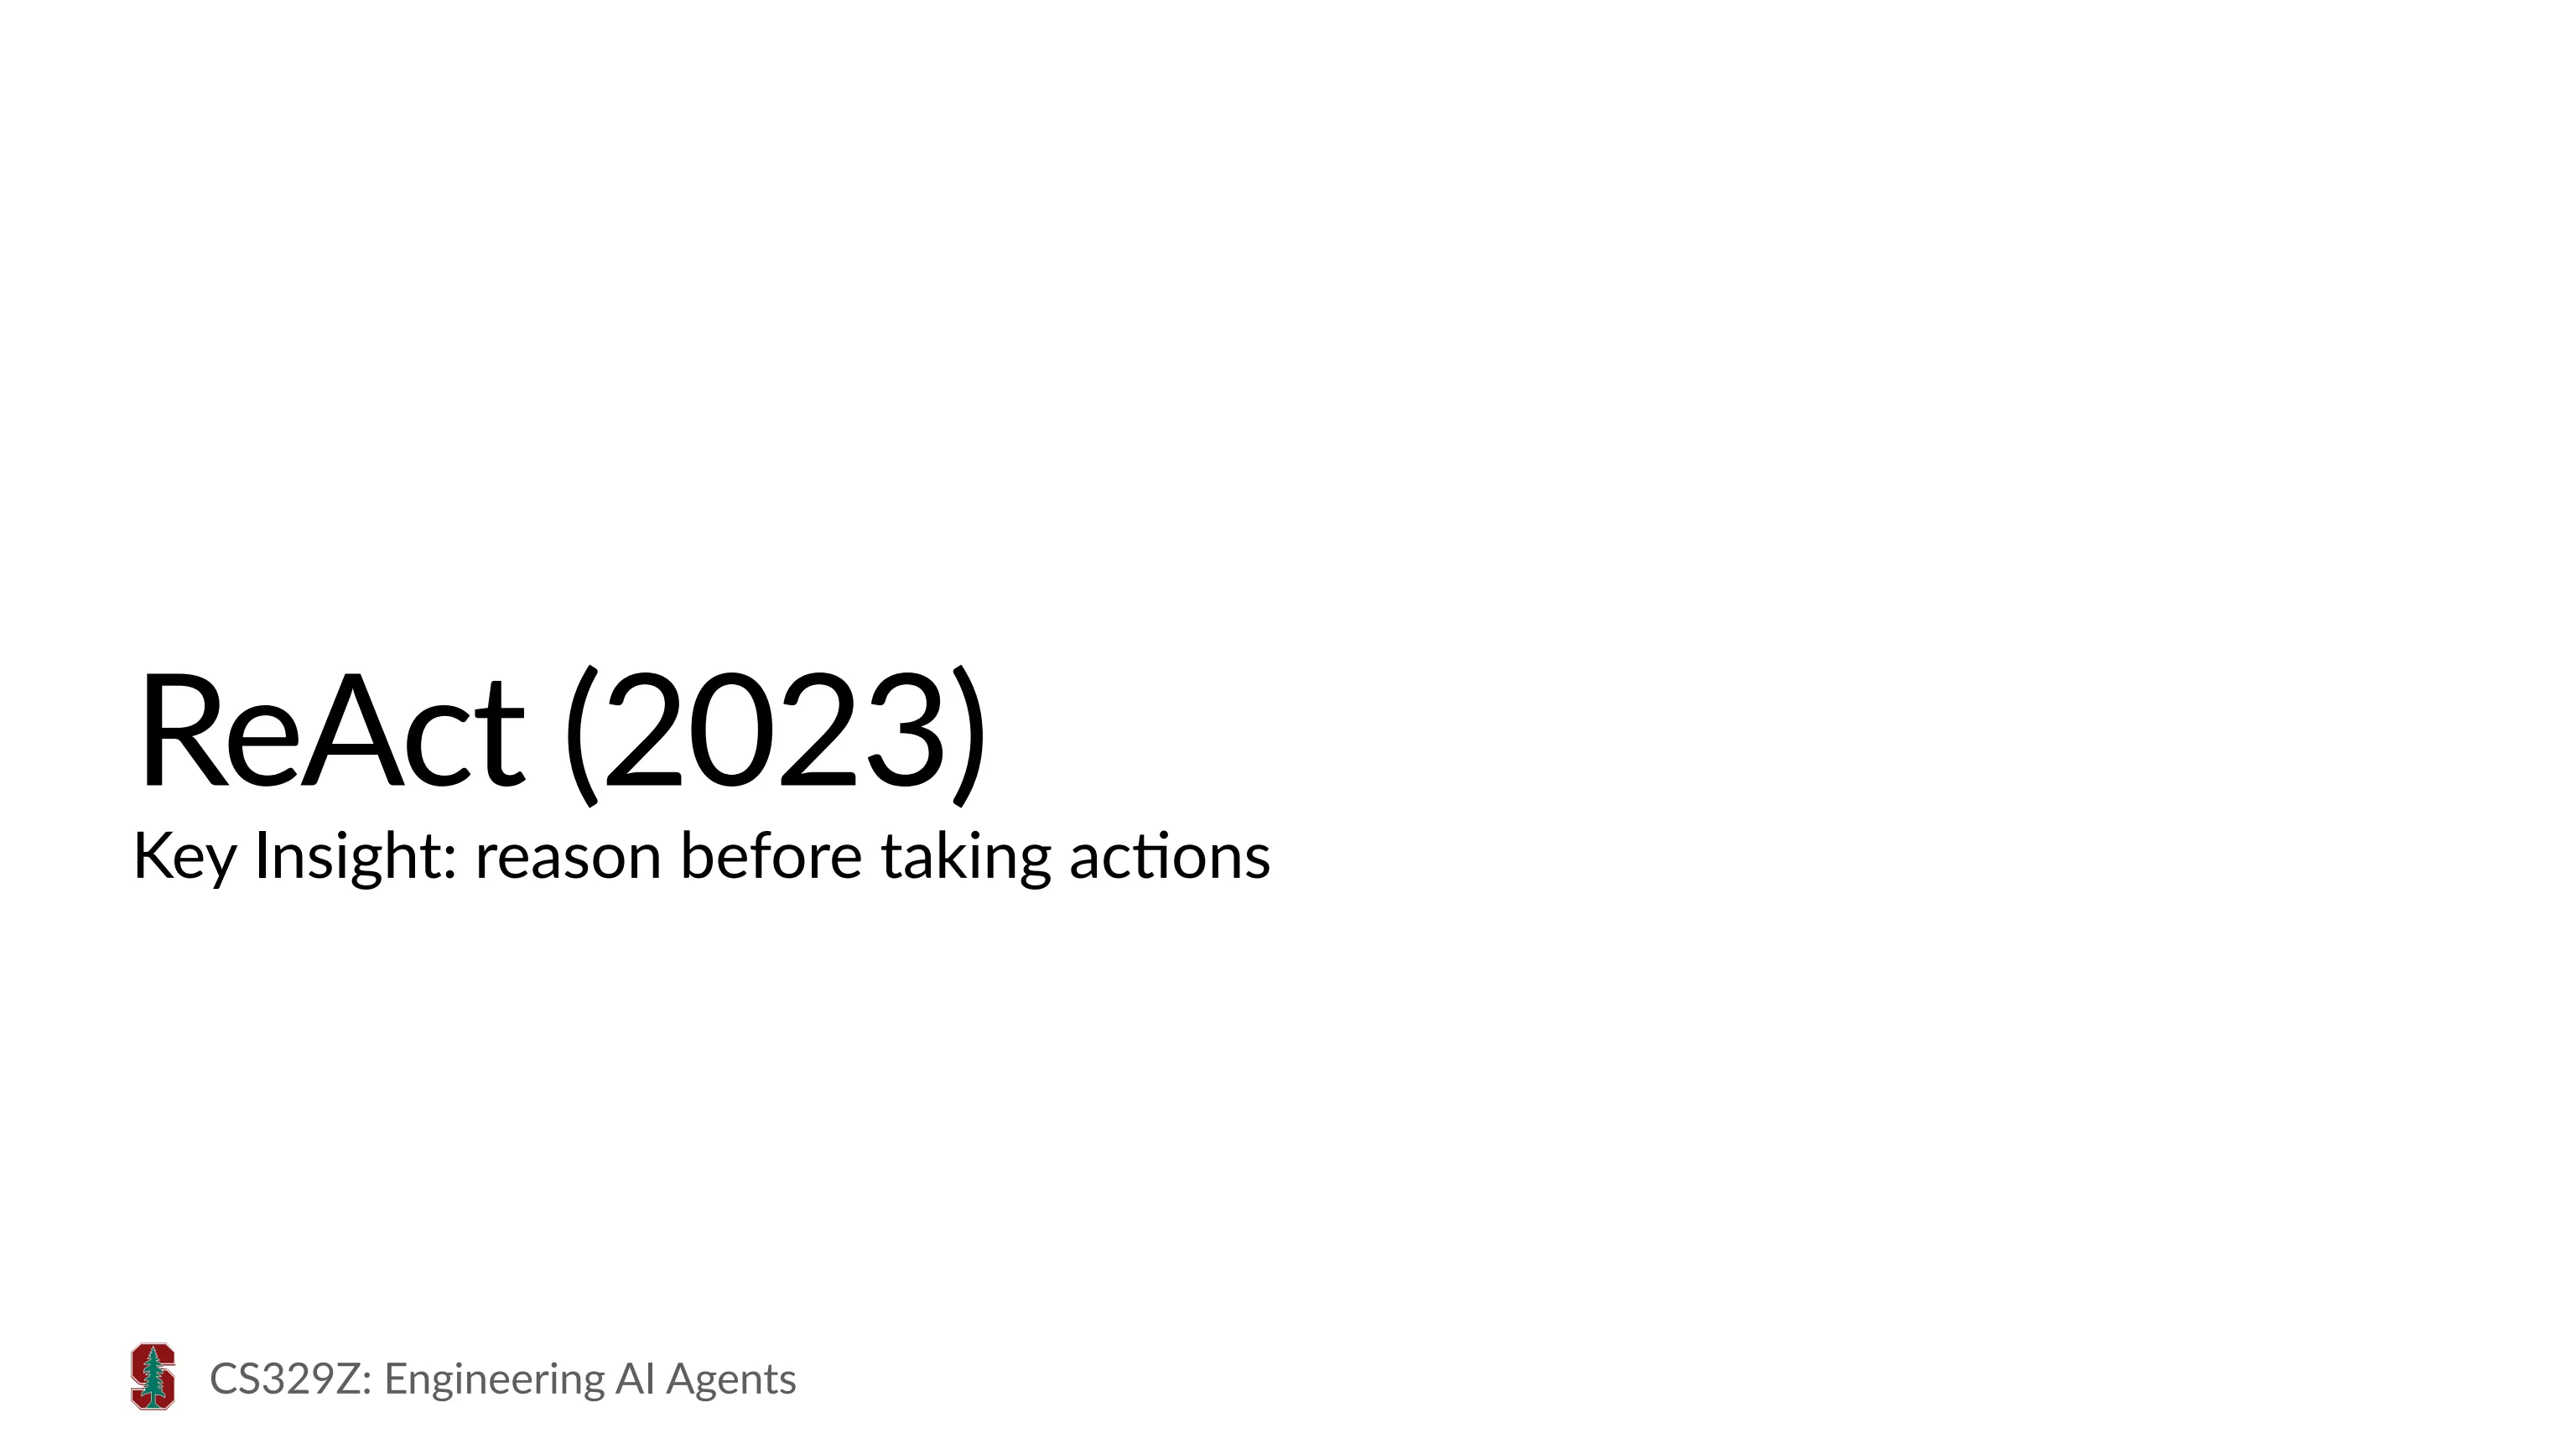 ReAct (2023)
Key Insight: reason before taking actions
CS329Z: Engineering AI Agents